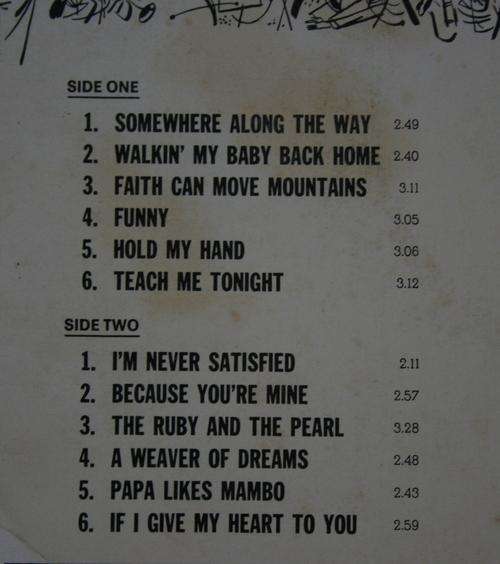 SIDE ONE
1. SOMEWHERE ALONG THE WAY 2.49
2. WALKIN' MY BABY BACK HOME 2.40
3. FAITH CAN MOVE MOUNTAINS 3.11
4. FUNNY 3.05
5. HOLD MY HAND 3.06
6. TEACH ME TONIGHT 3.12
SIDE TWO
1. I'M NEVER SATISFIED 2.11
2. BECAUSE YOU'RE MINE 2.57
3. THE RUBY AND THE PEARL 3.28
4. A WEAVER OF DREAMS 2.48
5. PAPA LIKES MAMBO 2.43
6. IF I GIVE MY HEART TO YOU 2.59